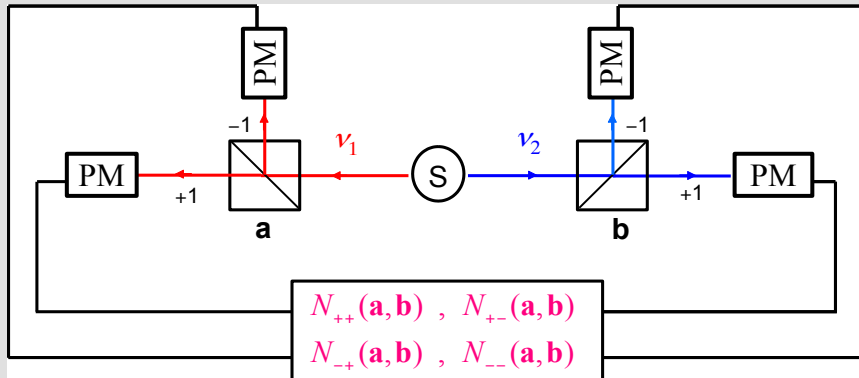 PM
PM
−1
−1
ν₁
ν₂
PM
S
PM
+1
+1
a
b
N₊₊(a,b) , N₊₋(a,b)
N₋₊(a,b) , N₋₋(a,b)